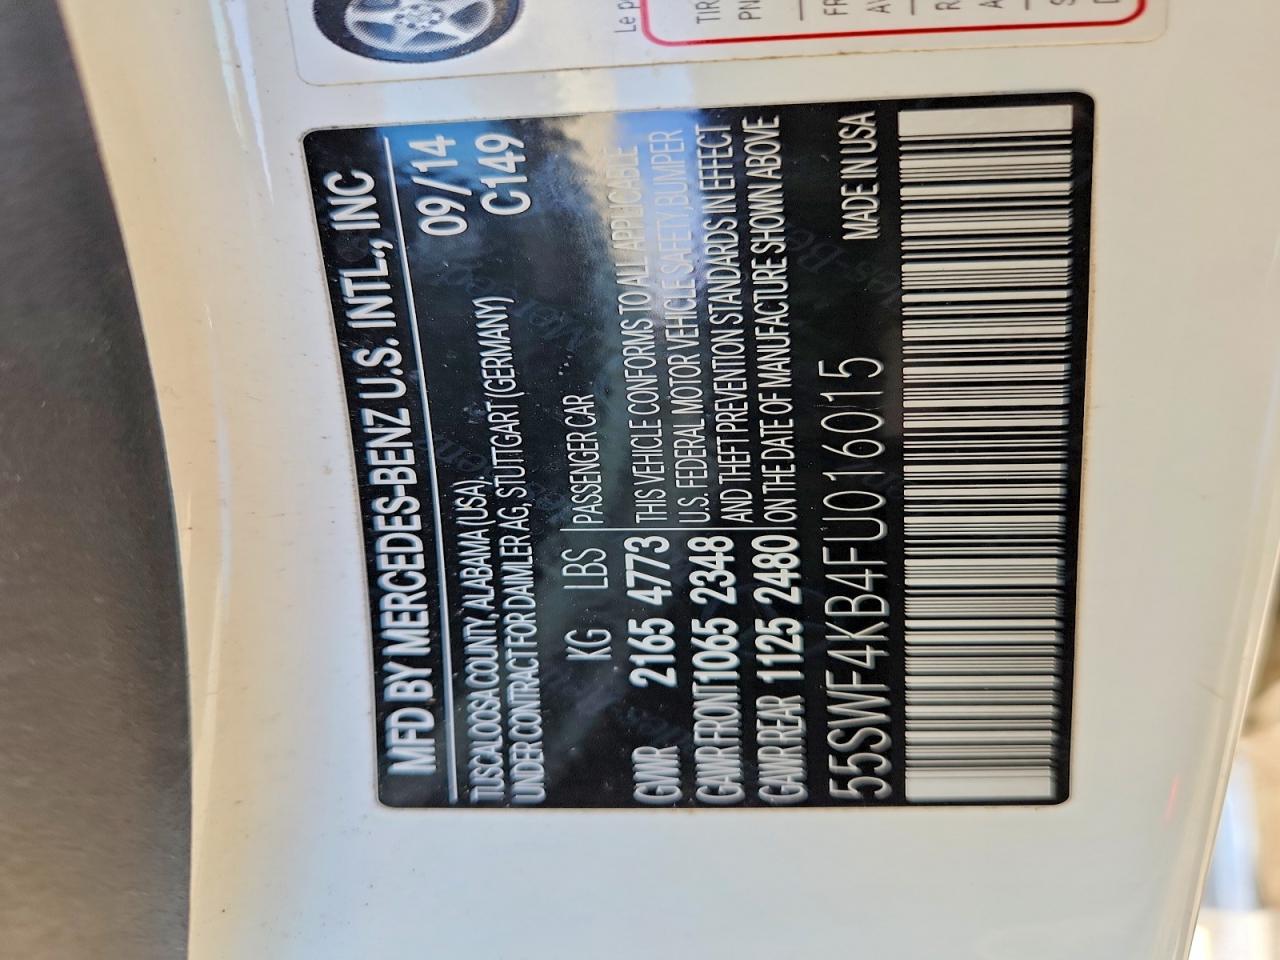 MFD BY MERCEDES-BENZ U.S. INTL., INC
TUSCALOOSA COUNTY, ALABAMA (USA), 09/14
UNDER CONTRACT FOR DAIMLER AG, STUTTGART (GERMANY) C149
KG LBS PASSENGER CAR
GVWR 2165 4773 THIS VEHICLE CONFORMS TO ALL APPLICABLE
GAWR FRONT 1065 2348 U.S. FEDERAL MOTOR VEHICLE SAFETY, BUMPER
AND THEFT PREVENTION STANDARDS IN EFFECT
GAWR REAR 1125 2480 ON THE DATE OF MANUFACTURE SHOWN ABOVE
55SWF4KB4FU016015 MADE IN USA